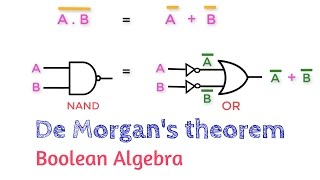 A̅ ̅.̅ ̅B̅ = A̅ + B̅
A B = A B A̅ B̅ A̅ + B̅
NAND OR
De Morgan's theorem
Boolean Algebra